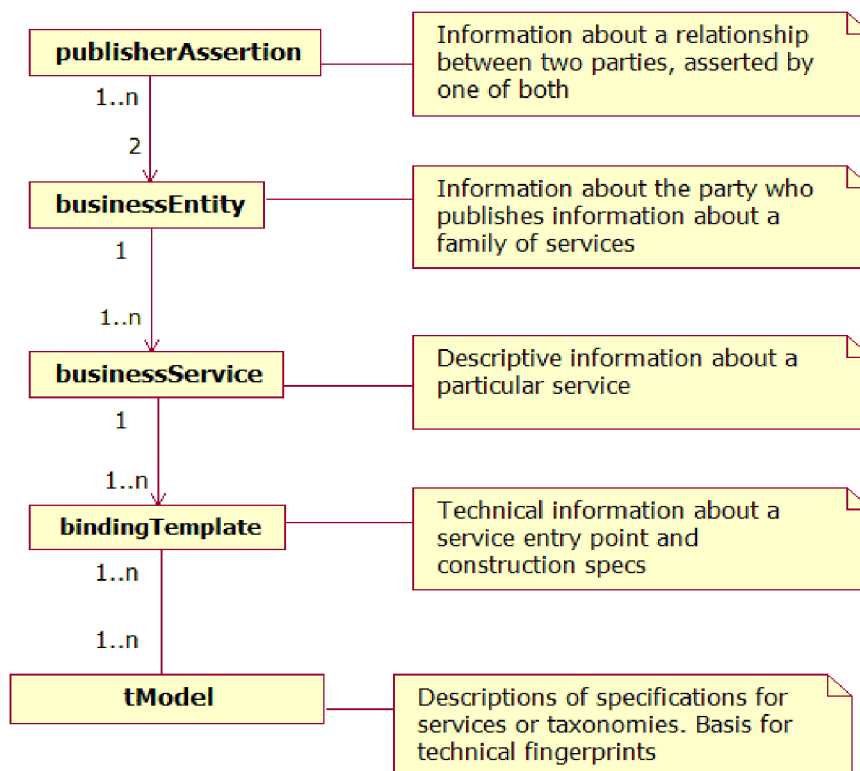 publisherAssertion
Information about a relationship
between two parties, asserted by
one of both
1..n
2
businessEntity
Information about the party who
publishes information about a
family of services
1
1..n
businessService
Descriptive information about a
particular service
1
1..n
bindingTemplate
Technical information about a
service entry point and
construction specs
1..n
1..n
tModel
Descriptions of specifications for
services or taxonomies. Basis for
technical fingerprints